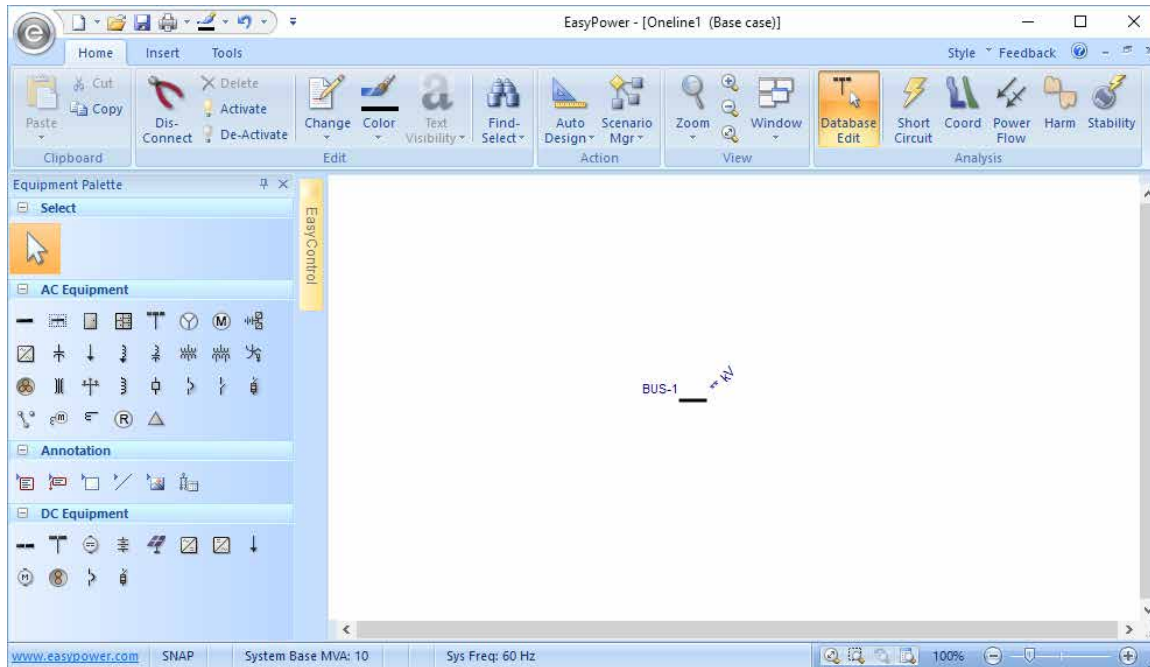 EasyPower - [Oneline1 (Base case)]
Home Insert Tools Style Feedback
Paste
Cut
Copy
Clipboard
Dis-
Connect
Delete
Activate
De-Activate
Change
Color
Text
Visibility
Find-
Select
Edit
Auto
Design
Scenario
Mgr
Action
Zoom
Window
View
Database
Edit
Short
Circuit
Coord
Power
Flow
Harm
Stability
Analysis
Equipment Palette
Select
EasyControl
AC Equipment
BUS-1
** kV
Annotation
DC Equipment
www.easypower.com SNAP System Base MVA: 10 Sys Freq: 60 Hz 100%